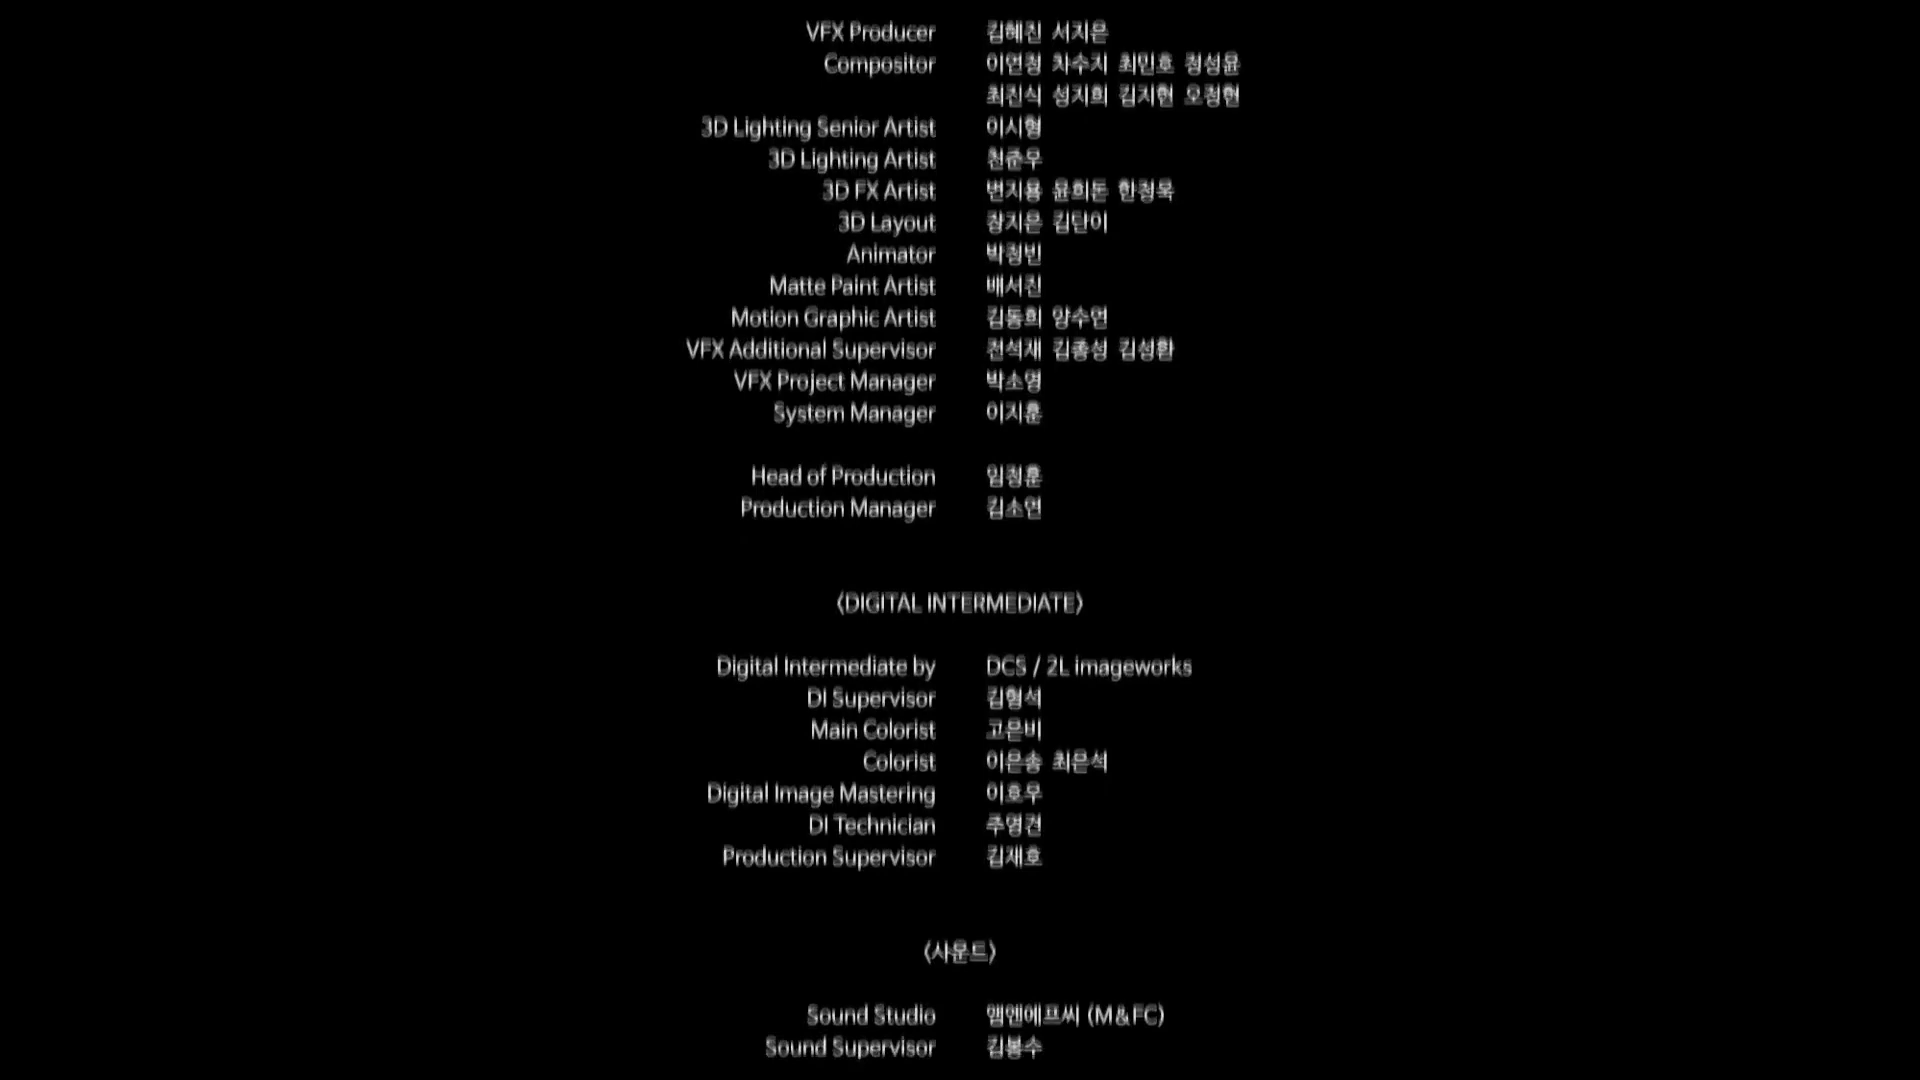 VFX Producer 김혜진 서지은
Compositor 이연정 차수지 최민호 정성윤
최진식 성지희 김지현 오정현
3D Lighting Senior Artist 이시형
3D Lighting Artist 천준우
3D FX Artist 변지용 윤희돈 한정욱
3D Layout 장지은 김단이
Animator 박정빈
Matte Paint Artist 배서진
Motion Graphic Artist 김동희 양수연
VFX Additional Supervisor 전석재 김종성 김성환
VFX Project Manager 박소영
System Manager 이지훈
Head of Production 임정훈
Production Manager 김소연
〈DIGITAL INTERMEDIATE〉
Digital Intermediate by DCS / 2L imageworks
DI Supervisor 김형석
Main Colorist 고은비
Colorist 이은송 최은석
Digital Image Mastering 이호우
DI Technician 주영건
Production Supervisor 김재호
〈사운드〉
Sound Studio 엠앤에프씨 (M&FC)
Sound Supervisor 김봉수